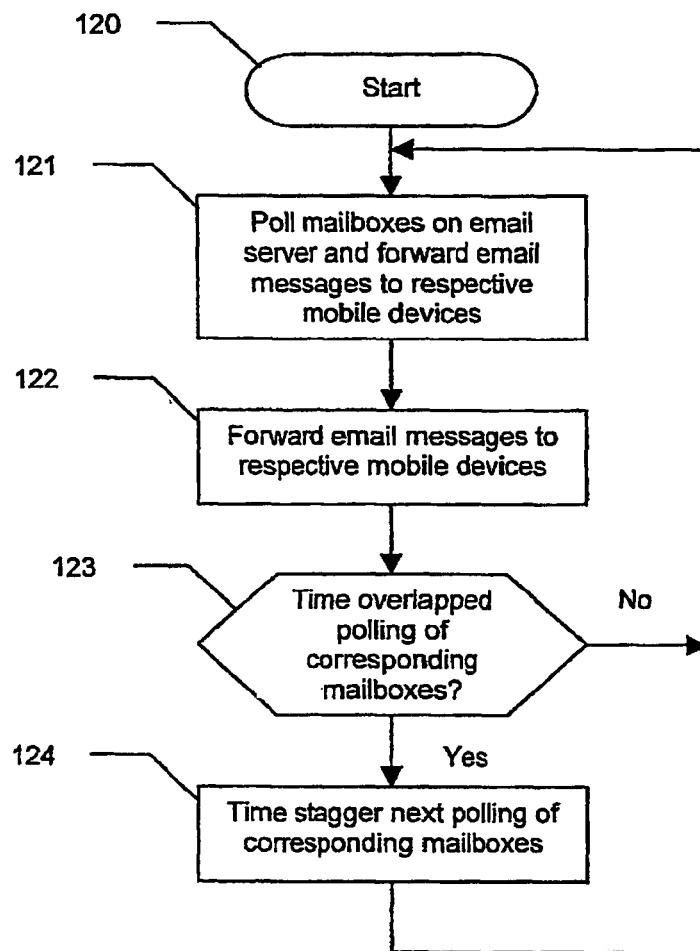 120
Start
121
Poll mailboxes on email
server and forward email
messages to respective
mobile devices
122
Forward email messages to
respective mobile devices
123
Time overlapped
polling of
corresponding
mailboxes?
No
Yes
124
Time stagger next polling of
corresponding mailboxes